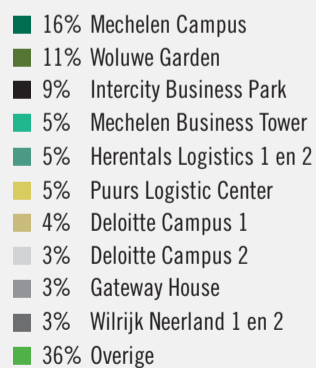 16% Mechelen Campus
11% Woluwe Garden
9% Intercity Business Park
5% Mechelen Business Tower
5% Herentals Logistics 1 en 2
5% Puurs Logistic Center
4% Deloitte Campus 1
3% Deloitte Campus 2
3% Gateway House
3% Wilrijk Neerland 1 en 2
36% Overige